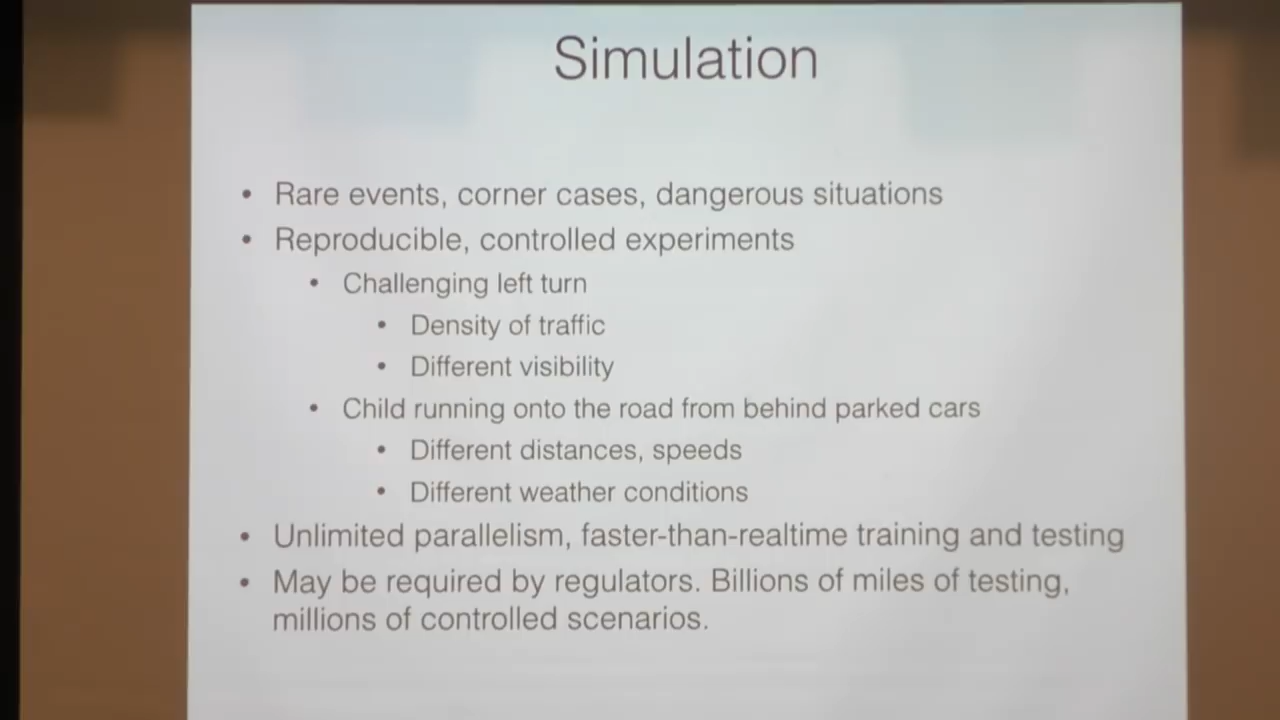 Simulation
• Rare events, corner cases, dangerous situations
• Reproducible, controlled experiments
• Challenging left turn
• Density of traffic
• Different visibility
• Child running onto the road from behind parked cars
• Different distances, speeds
• Different weather conditions
• Unlimited parallelism, faster-than-realtime training and testing
• May be required by regulators. Billions of miles of testing,
millions of controlled scenarios.